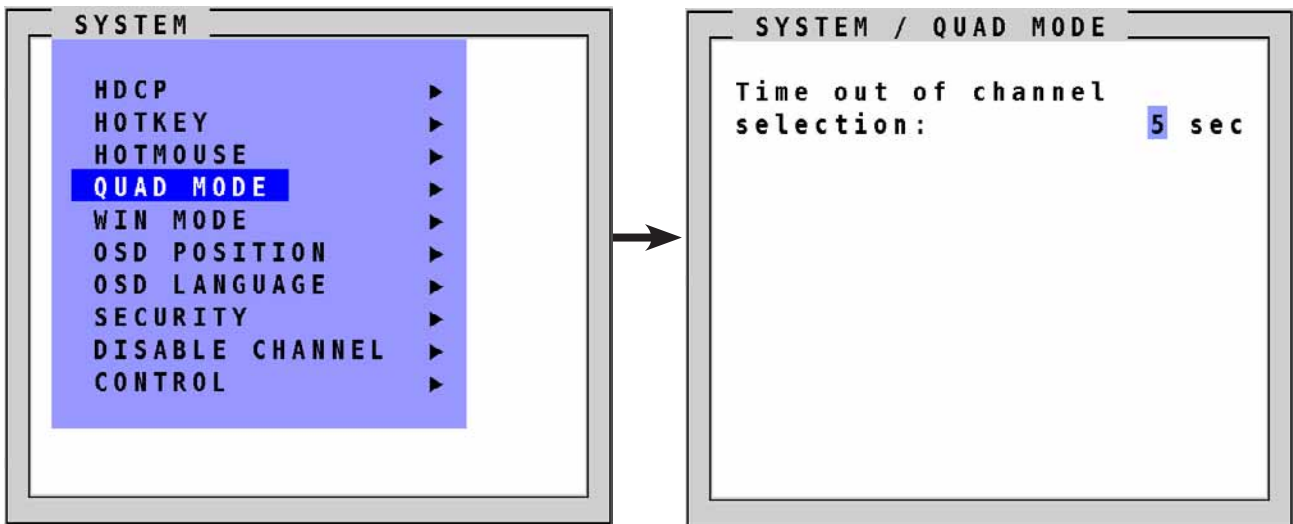 SYSTEM
HDCP ►
HOTKEY ►
HOTMOUSE ►
QUAD MODE ►
WIN MODE ►
OSD POSITION ►
OSD LANGUAGE ►
SECURITY ►
DISABLE CHANNEL ►
CONTROL ►
SYSTEM / QUAD MODE
Time out of channel
selection: 5 sec